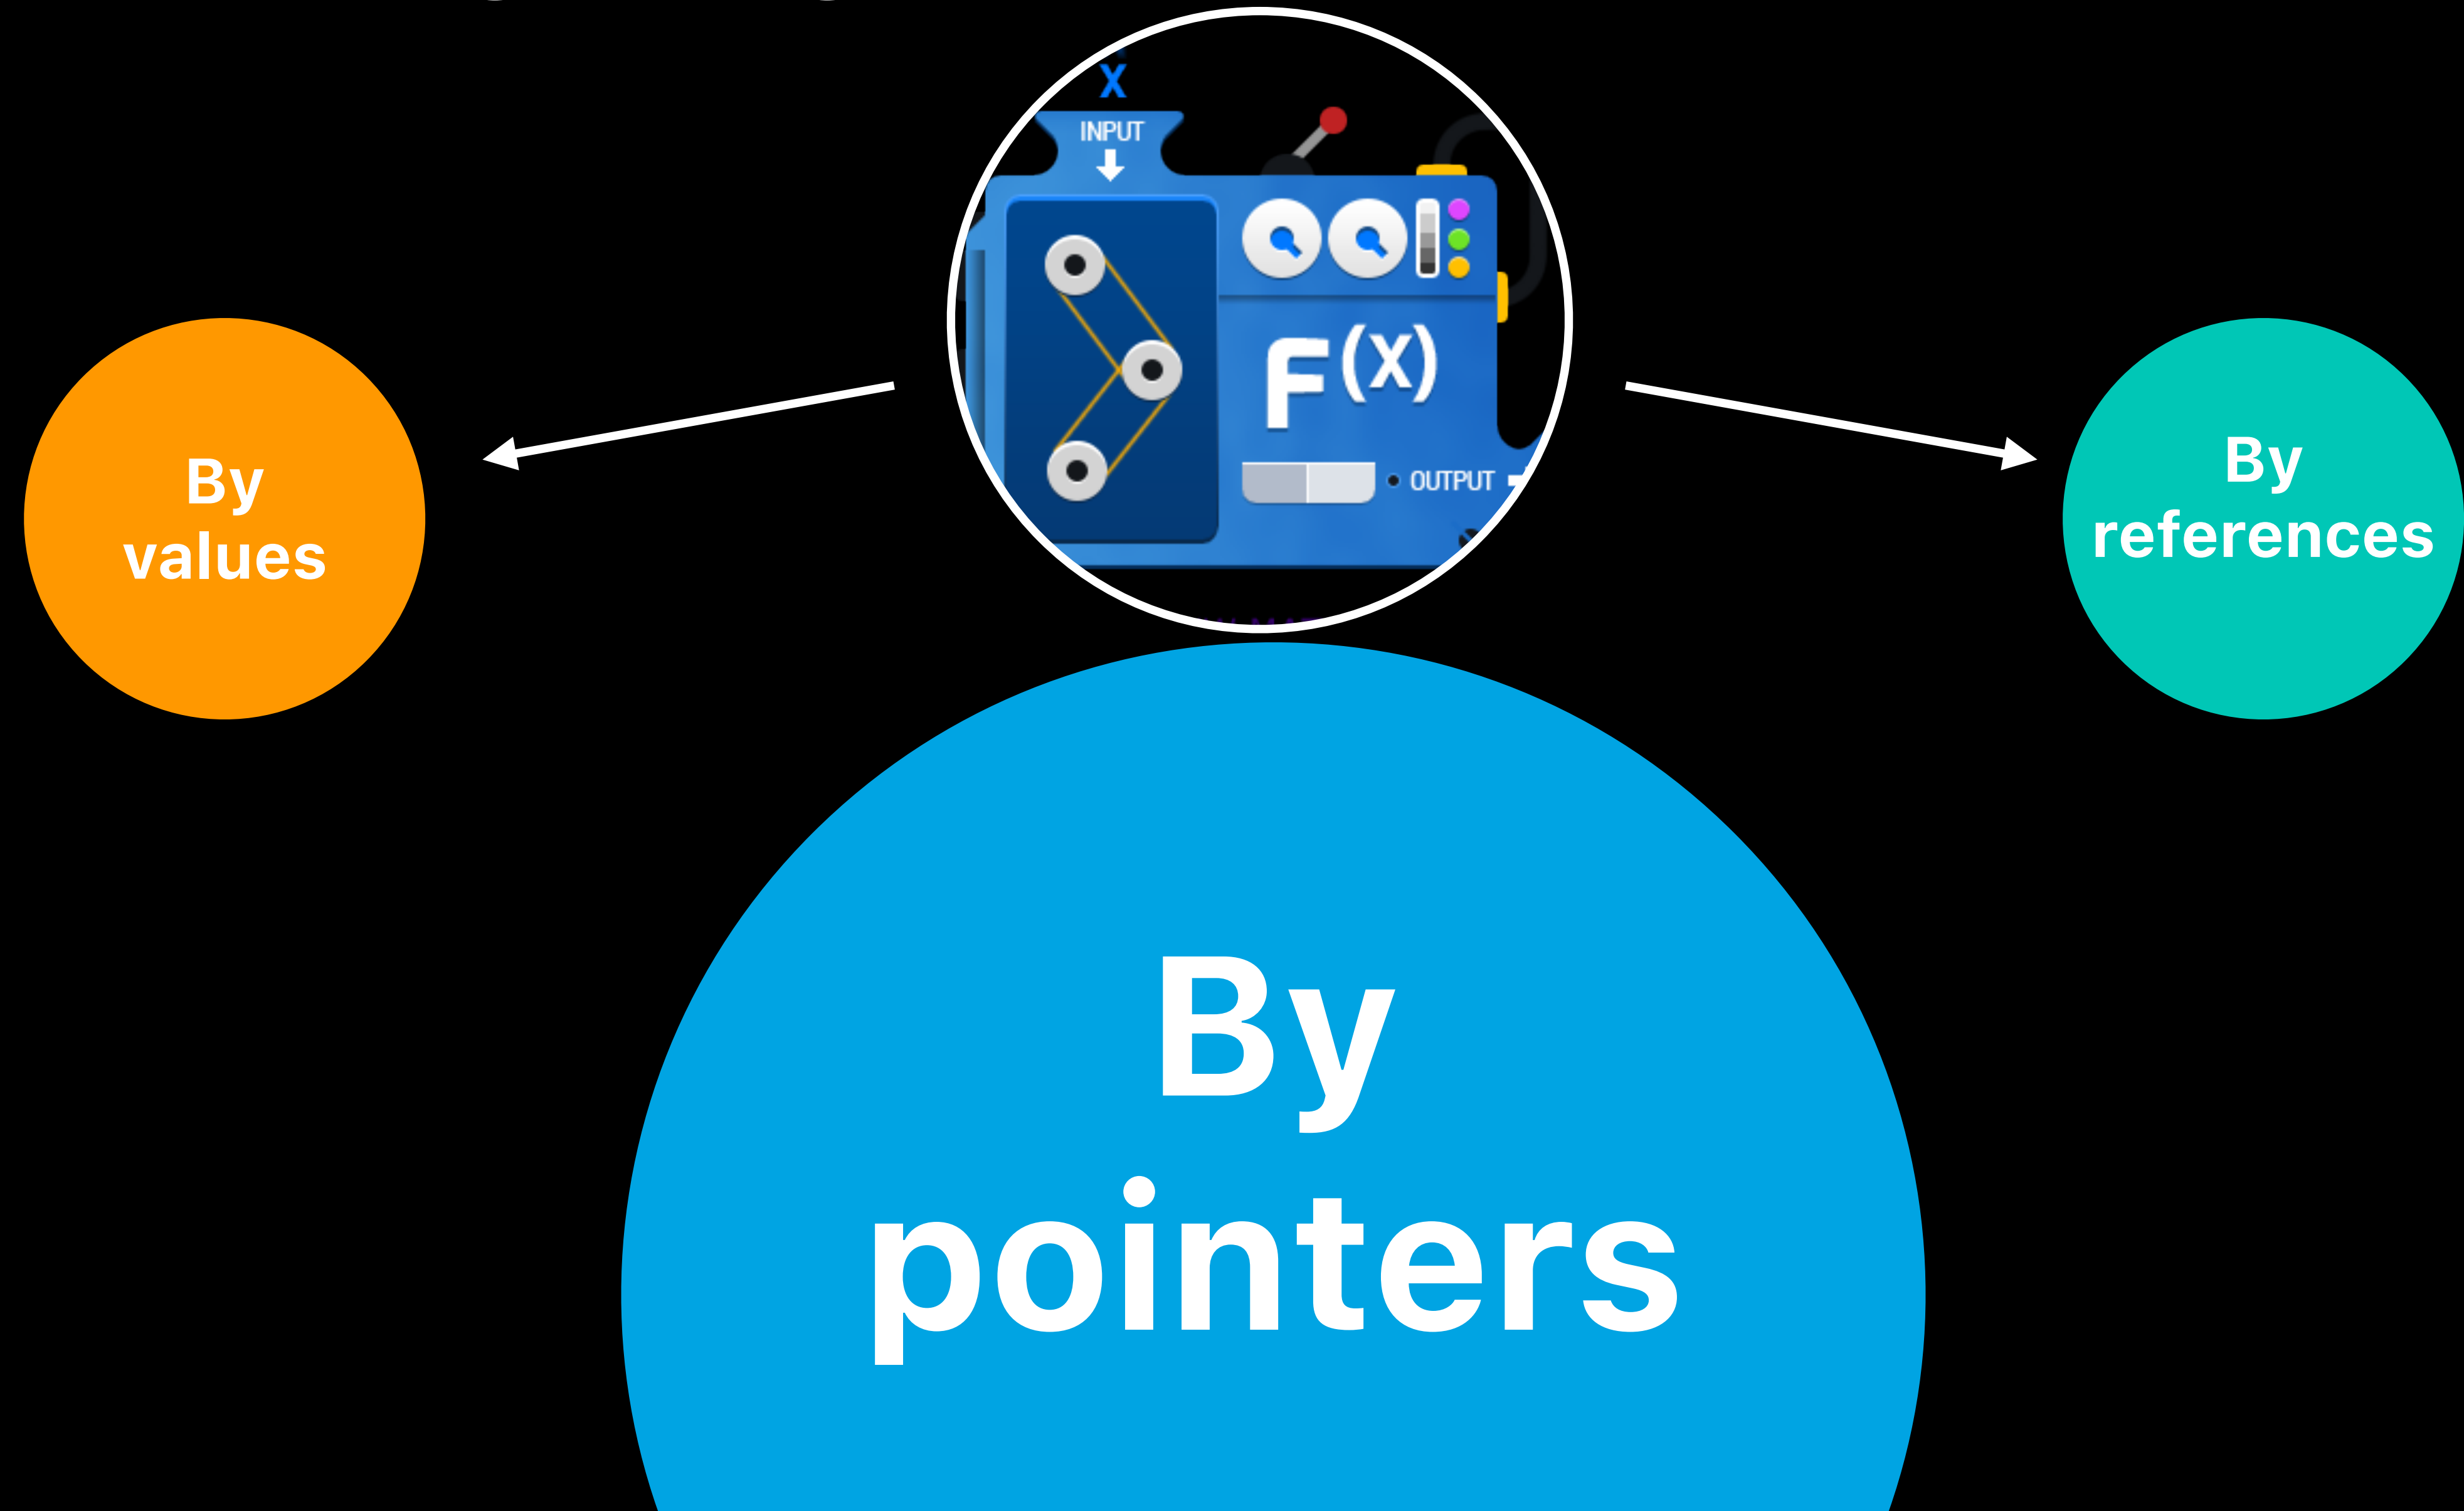 X
INPUT
F(X)
OUTPUT
By
values
By
references
By
pointers